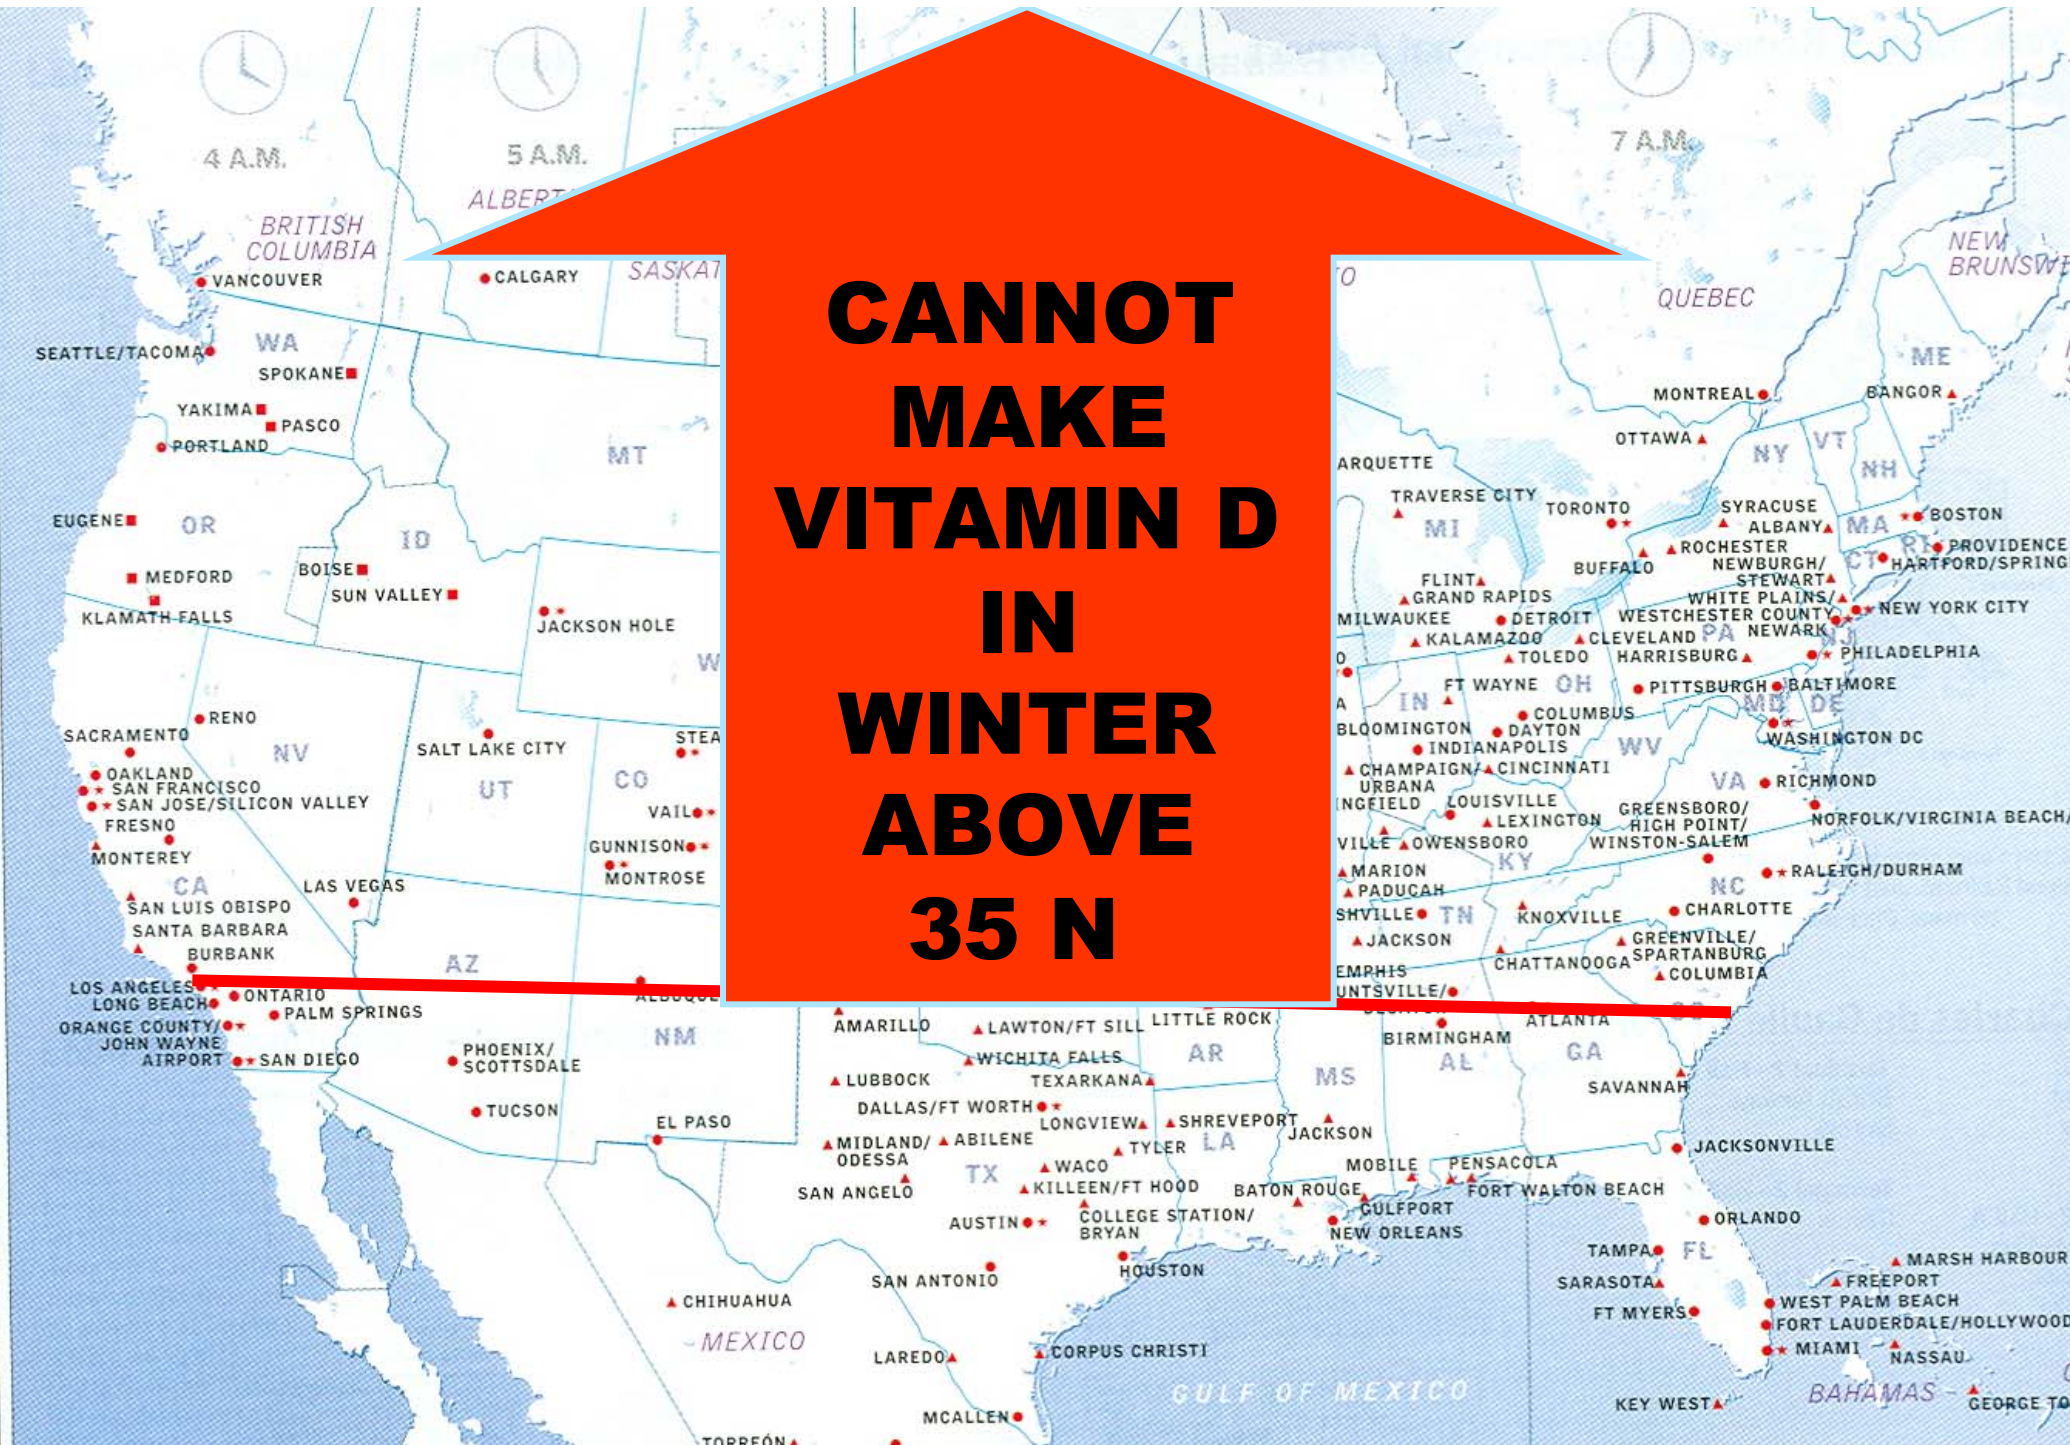 4 A.M.
5 A.M.
7 A.M.
BRITISH
COLUMBIA
CANNOT
MAKE
VITAMIN D
IN
WINTER
ABOVE
35 N
VANCOUVER
CALGARY
QUEBEC
NEW
WA
SEATTLE/TACOMA
SPOKANE
YAKIMA
PASCO
PORTLAND
MT
EUGENE
OR
ID
BOISE
SUN VALLEY
MEDFORD
KLAMATH FALLS
JACKSON HOLE
RENO
SACRAMENTO
NV
SALT LAKE CITY
UT
CO
OAKLAND
SAN FRANCISCO
SAN JOSE/SILICON VALLEY
FRESNO
MONTEREY
VAIL
GUNNISON
MONTROSE
CA
LAS VEGAS
SAN LUIS OBISPO
SANTA BARBARA
BURBANK
AZ
LOS ANGELES
LONG BEACH
ONTARIO
PALM SPRINGS
ORANGE COUNTY/
JOHN WAYNE
AIRPORT
SAN DIEGO
PHOENIX/
SCOTTSDALE
TUCSON
NM
EL PASO
ME
MONTREAL
BANGOR
OTTAWA
NY
VT
NH
TRAVERSE CITY
MI
TORONTO
SYRACUSE
ALBANY
MA
BOSTON
ROCHESTER
BUFFALO
NEWBURGH/
STEWART
CT
RI
PROVIDENCE
FLINT
GRAND RAPIDS
WHITE PLAINS/
WESTCHESTER COUNTY
NEW YORK CITY
MILWAUKEE
DETROIT
KALAMAZOO
CLEVELAND
PA
NEWARK
NJ
TOLEDO
HARRISBURG
PHILADELPHIA
FT WAYNE
OH
PITTSBURGH
BALTIMORE
IN
MD
DE
COLUMBUS
BLOOMINGTON
DAYTON
INDIANAPOLIS
WV
WASHINGTON DC
CHAMPAIGN/
URBANA
CINCINNATI
VA
RICHMOND
LOUISVILLE
LEXINGTON
GREENSBORO/
HIGH POINT/
WINSTON-SALEM
NORFOLK/VIRGINIA BEACH/
OWENSBORO
KY
MARION
PADUCAH
NC
RALEIGH/DURHAM
TN
KNOXVILLE
CHARLOTTE
JACKSON
CHATTANOOGA
GREENVILLE/
SPARTANBURG
COLUMBIA
AMARILLO
LAWTON/FT SILL
LITTLE ROCK
BIRMINGHAM
ATLANTA
WICHITA FALLS
AR
AL
GA
LUBBOCK
TEXARKANA
MS
SAVANNAH
DALLAS/FT WORTH
LONGVIEW
SHREVEPORT
JACKSON
MIDLAND/
ODESSA
ABILENE
TYLER
LA
JACKSONVILLE
WACO
TX
MOBILE
PENSACOLA
SAN ANGELO
KILLEEN/FT HOOD
BATON ROUGE
FORT WALTON BEACH
AUSTIN
COLLEGE STATION/
BRYAN
GULFPORT
NEW ORLEANS
ORLANDO
TAMPA
FL
SAN ANTONIO
HOUSTON
SARASOTA
MARSH HARBOUR
FREEPORT
CHIHUAHUA
FT MYERS
WEST PALM BEACH
FORT LAUDERDALE/HOLLYWOOD
MEXICO
LAREDO
CORPUS CHRISTI
MIAMI
NASSAU
GULF OF MEXICO
KEY WEST
BAHAMAS
MCALLEN
TORREÓN